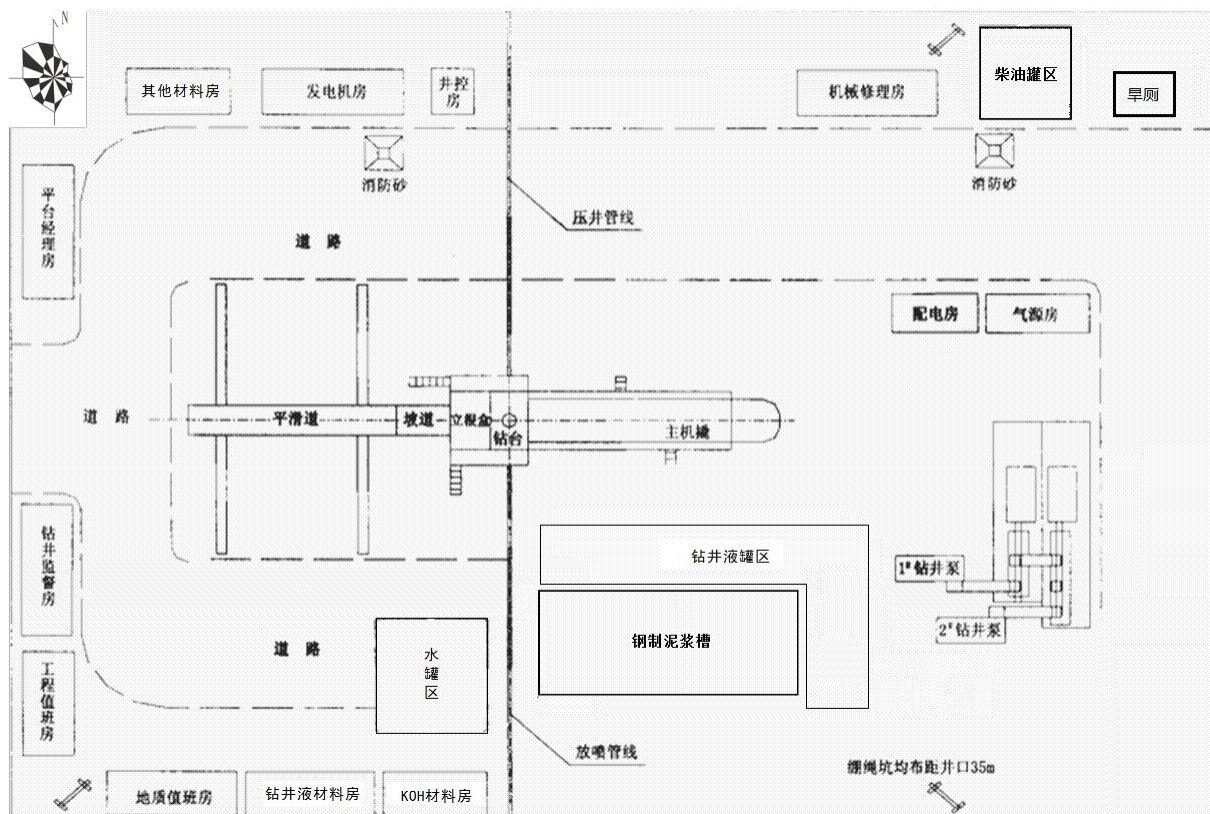 N
其他材料房
发电机房
井控房
机械修理房
柴油罐区
旱厕
消防砂
消防砂
平台经理房
压井管线
道 路
配电房
气源房
道 路
平滑道
坡道
立根盒
钻台
主机撬
钻井监督房
钻井液罐区
1#钻井泵
2#钻井泵
钢制泥浆槽
道 路
水罐区
工程值班房
放喷管线
绷绳坑均布距井口35m
地质值班房
钻井液材料房
KOH材料房